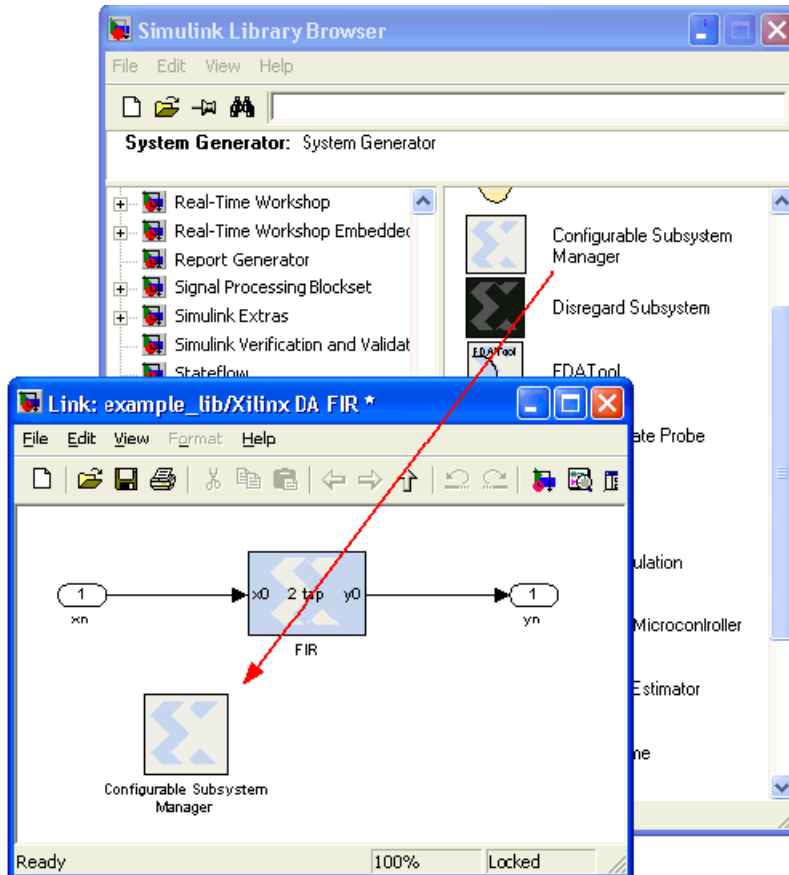 Simulink Library Browser
File Edit View Help
System Generator: System Generator
Real-Time Workshop
Real-Time Workshop Embedded
Report Generator
Signal Processing Blockset
Simulink Extras
Simulink Verification and Validat
Stateflow
Configurable Subsystem
Manager
Disregard Subsystem
FDATool
FDATool
ate Probe
ulation
Microconlroller
Estimator
me
Link: example_lib/Xilinx DA FIR *
File Edit View Format Help
1
xn
x0 2 tap y0
FIR
1
yn
Configurable Subsystem
Manager
Ready 100% Locked